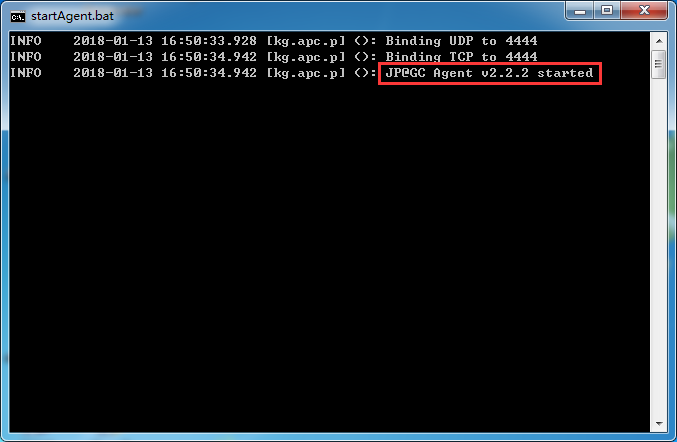 startAgent.bat
INFO    2018-01-13 16:50:33.928 [kg.apc.p] (): Binding UDP to 4444
INFO    2018-01-13 16:50:34.942 [kg.apc.p] (): Binding TCP to 4444
INFO    2018-01-13 16:50:34.942 [kg.apc.p] (): JP@GC Agent v2.2.2 started